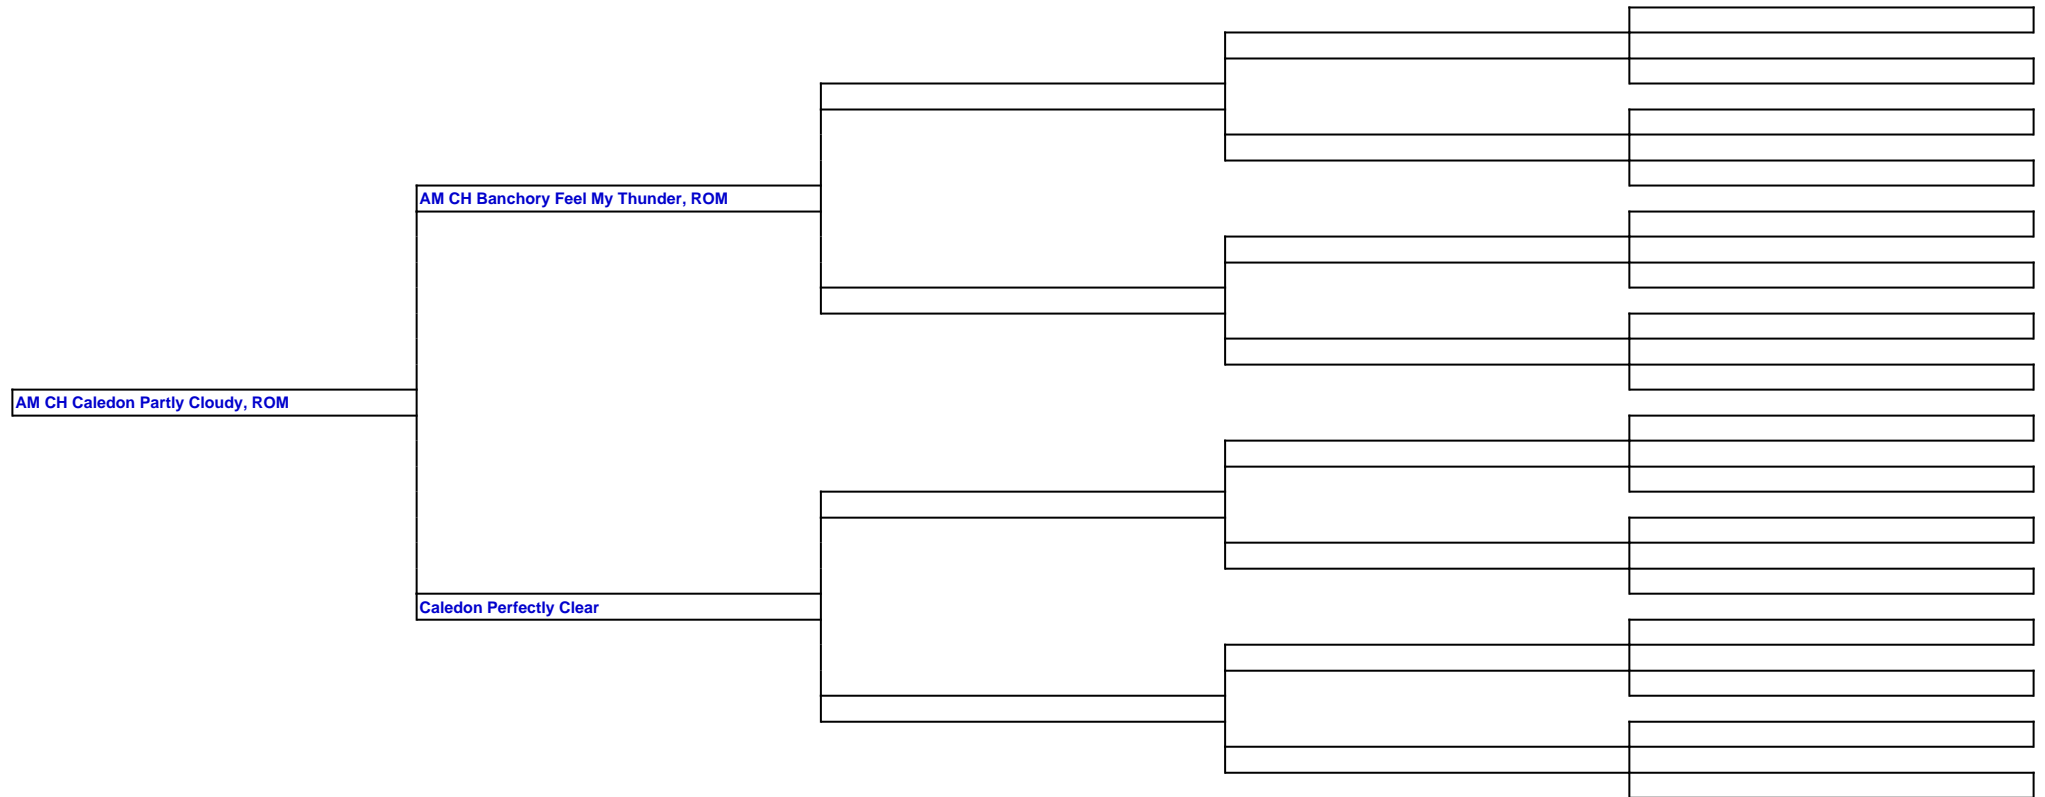 AM CH Banchory Feel My Thunder, ROM
AM CH Caledon Partly Cloudy, ROM
Caledon Perfectly Clear